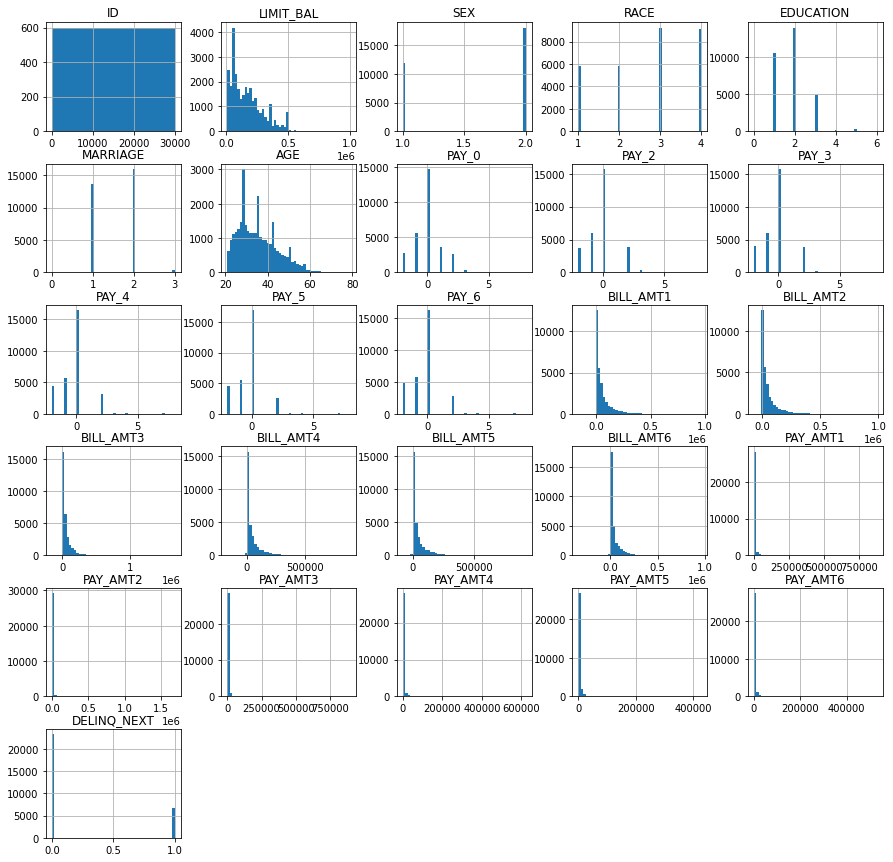 ID LIMIT_BAL SEX RACE EDUCATION
600 400 200 0
4000 3000 2000 1000 0
15000 10000 5000 0
8000 6000 4000 2000 0
10000 5000 0
0 10000 20000 30000
0.0 0.5 1.0
1e6
1.0 1.5 2.0
1 2 3 4
0 2 4 6
MARRIAGE AGE PAY_0 PAY_2 PAY_3
15000 10000 5000 0
3000 2000 1000 0
15000 10000 5000 0
15000 10000 5000 0
15000 10000 5000 0
0 1 2 3
20 40 60 80
0 5
0 5
0 5
PAY_4 PAY_5 PAY_6 BILL_AMT1 BILL_AMT2
15000 10000 5000 0
15000 10000 5000 0
15000 10000 5000 0
10000 5000 0
10000 5000 0
0 5
0 5
0 5
0.0 0.5 1.0
1e6
0.0 0.5 1.0
1e6
BILL_AMT3 BILL_AMT4 BILL_AMT5 BILL_AMT6 PAY_AMT1
15000 10000 5000 0
15000 10000 5000 0
15000 10000 5000 0
15000 10000 5000 0
20000 10000 0
0 1
1e6
0 500000
0 500000
0.0 0.5 1.0
1e6
0 250000 500000 750000
PAY_AMT2 PAY_AMT3 PAY_AMT4 PAY_AMT5 PAY_AMT6
30000 20000 10000 0
20000 10000 0
20000 10000 0
20000 10000 0
20000 10000 0
0.0 0.5 1.0 1.5
1e6
0 250000 500000 750000
0 200000 400000 600000
0 200000 400000
0 200000 400000
DELINQ_NEXT
20000 15000 10000 5000 0
0.0 0.5 1.0